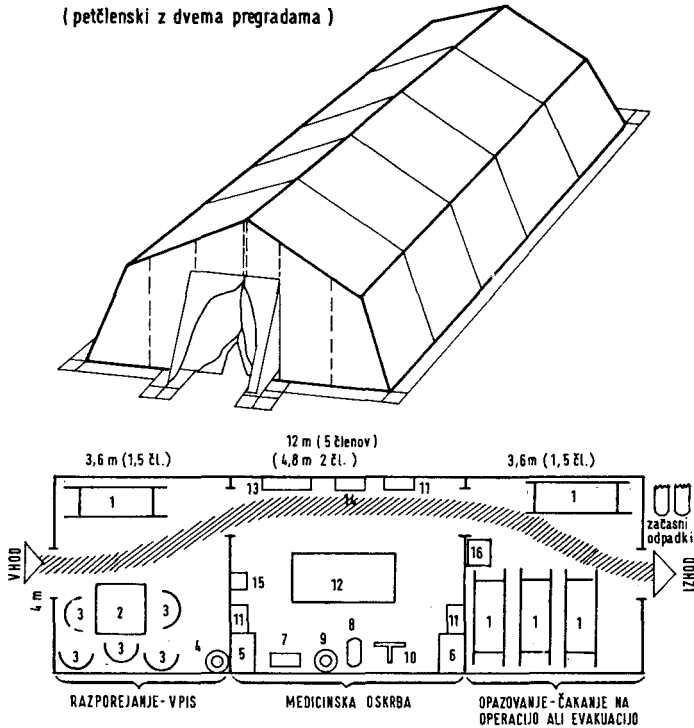 ( petčlenski z dvema pregradama )
12 m ( 5 členov)
3,6 m (1,5 čl.)
( 4,8 m 2 čl.)
3,6m (1,5čl.)
1
13
14
11
1
začasni
odpadki
VHOD
IZHOD
4 m
16
15
12
3
2
3
11
11
1
1
1
3
3
3
4
5
7
9
8
10
6
RAZPOREJANJE - VPIS
MEDICINSKA OSKRBA
OPAZOVANJE-ČAKANJE NA
OPERACIJO ALI EVAKUACIJO